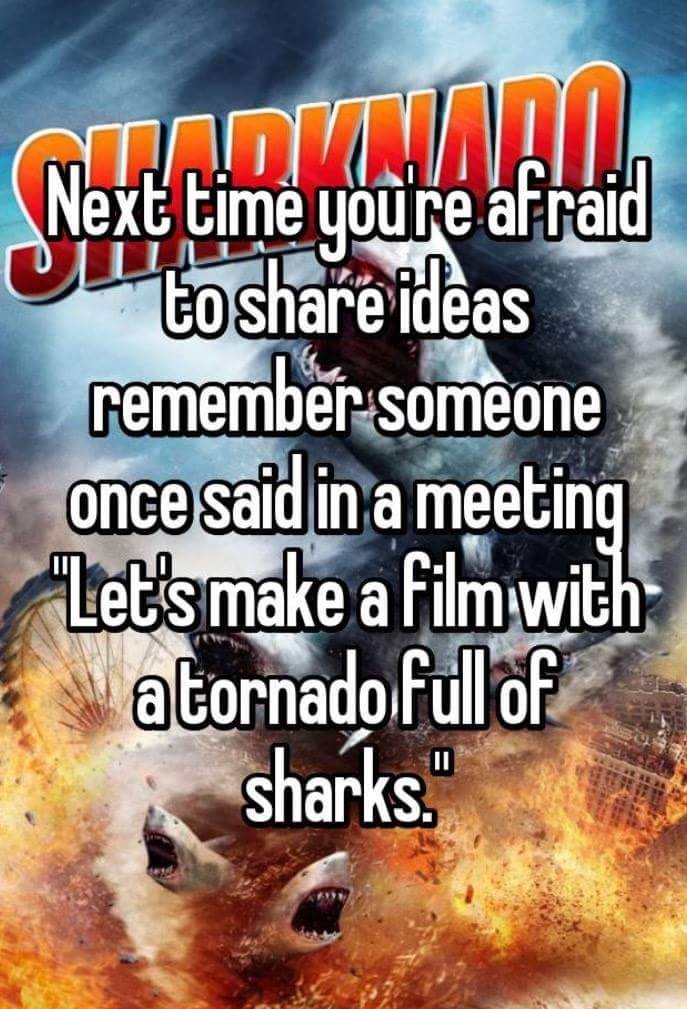 SHARKNADO
Next time you're afraid
to share ideas
remember someone
once said in a meeting
"Let's make a film with
a tornado full of
sharks."